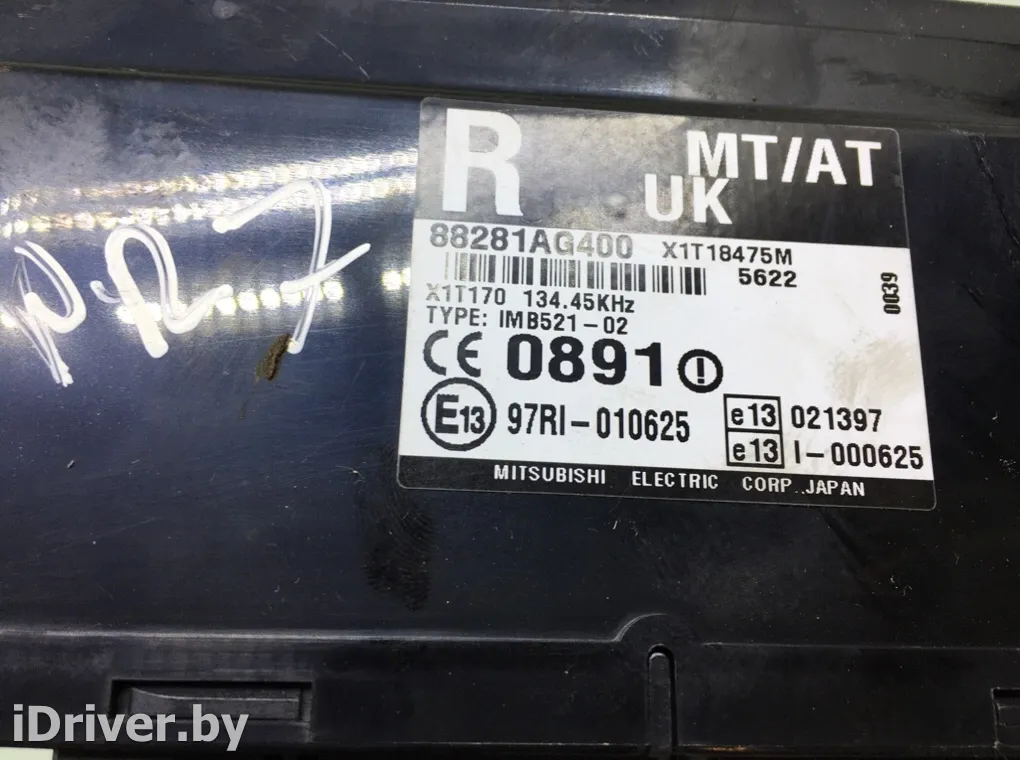 R MT/AT
UK
88281AG400 X1T18475M
5622
0039
X1T170 134.45KHz
TYPE: IMB521-02
CE 0891
E13 97RI-010625 e13 021397
e13 I-000625
MITSUBISHI ELECTRIC CORP. JAPAN
iDriver.by